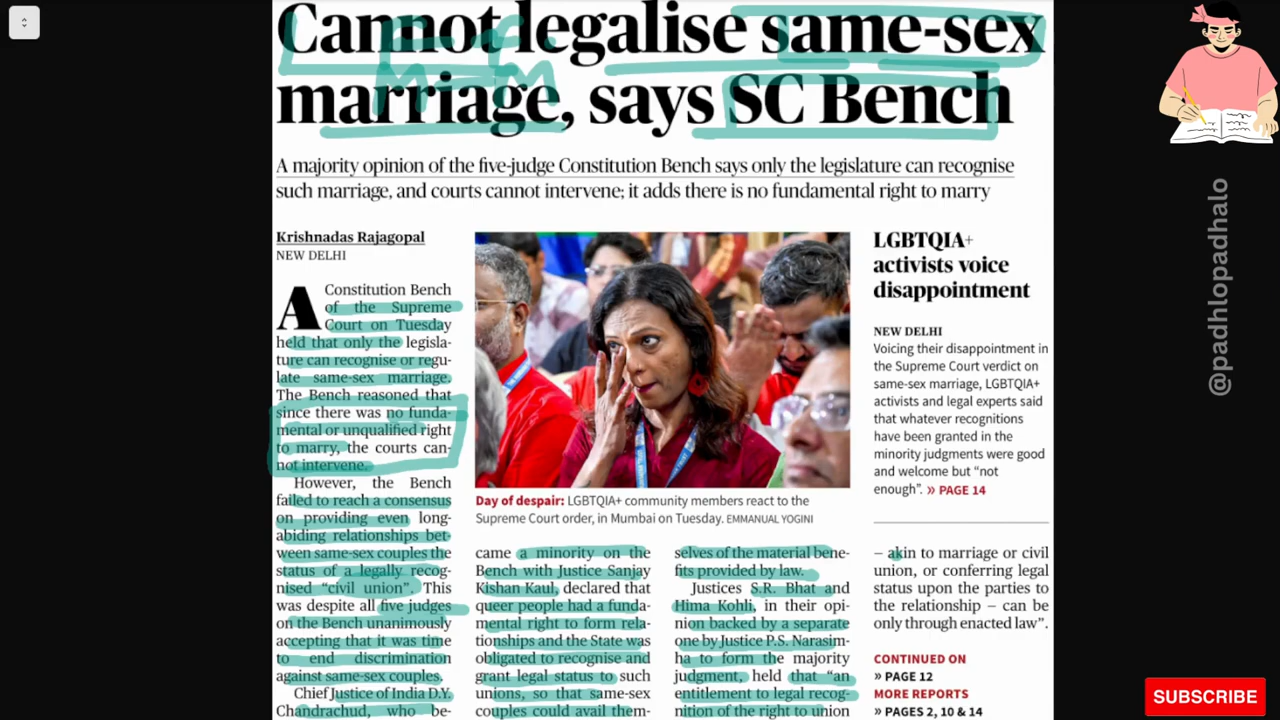 Cannot legalise same-sex
marriage, says SC Bench
A majority opinion of the five-judge Constitution Bench says only the legislature can recognise
such marriage, and courts cannot intervene; it adds there is no fundamental right to marry
Krishnadas Rajagopal
NEW DELHI
A Constitution Bench
of the Supreme
Court on Tuesday
held that only the legisla-
ture can recognise or regu-
late same-sex marriage.
The Bench reasoned that
since there was no funda-
mental or unqualified right
to marry, the courts can-
not intervene.
However, the Bench
failed to reach a consensus
on providing even long-
abiding relationships bet-
ween same-sex couples the
status of a legally recog-
nised “civil union”. This
was despite all five judges
on the Bench unanimously
accepting that it was time
to end discrimination
against same-sex couples.
Chief Justice of India D.Y.
Chandrachud, who be-
Day of despair: LGBTQIA+ community members react to the
Supreme Court order, in Mumbai on Tuesday. EMMANUAL YOGINI
came a minority on the
Bench with Justice Sanjay
Kishan Kaul, declared that
queer people had a funda-
mental right to form rela-
tionships and the State was
obligated to recognise and
grant legal status to such
unions, so that same-sex
couples could avail them-
selves of the material bene-
fits provided by law.
Justices S.R. Bhat and
Hima Kohli, in their opi-
nion backed by a separate
one by Justice P.S. Narasim-
ha to form the majority
judgment, held that “an
entitlement to legal recog-
nition of the right to union
– akin to marriage or civil
union, or conferring legal
status upon the parties to
the relationship – can be
only through enacted law”.
CONTINUED ON
» PAGE 12
MORE REPORTS
» PAGES 2, 10 & 14
LGBTQIA+
activists voice
disappointment
NEW DELHI
Voicing their disappointment in
the Supreme Court verdict on
same-sex marriage, LGBTQIA+
activists and legal experts said
that whatever recognitions
have been granted in the
minority judgments were good
and welcome but “not
enough”. » PAGE 14
@padhlopadhalo
SUBSCRIBE